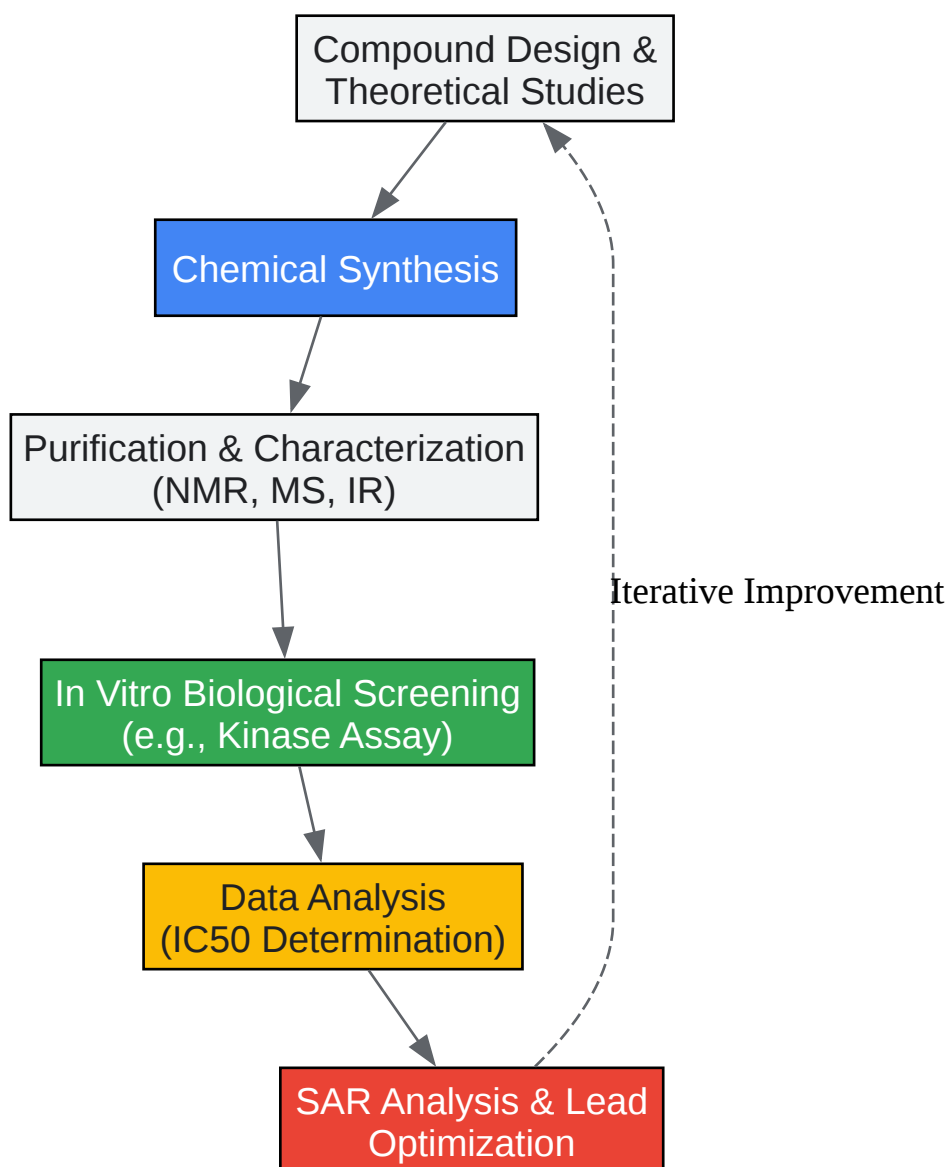 Compound Design &
Theoretical Studies
Chemical Synthesis
Purification & Characterization
(NMR, MS, IR)
Iterative Improvement
In Vitro Biological Screening
(e.g., Kinase Assay)
Data Analysis
(IC50 Determination)
SAR Analysis & Lead
Optimization